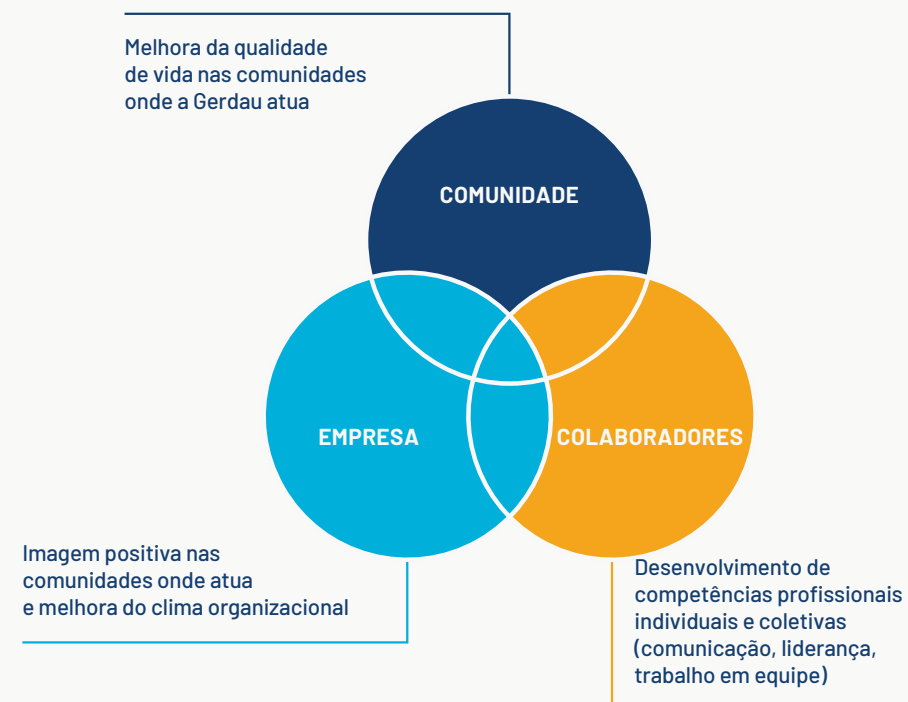 Melhora da qualidade
de vida nas comunidades
onde a Gerdau atua
COMUNIDADE
EMPRESA
COLABORADORES
Imagem positiva nas
comunidades onde atua
e melhora do clima organizacional
Desenvolvimento de
competências profissionais
individuais e coletivas
(comunicação, liderança,
trabalho em equipe)